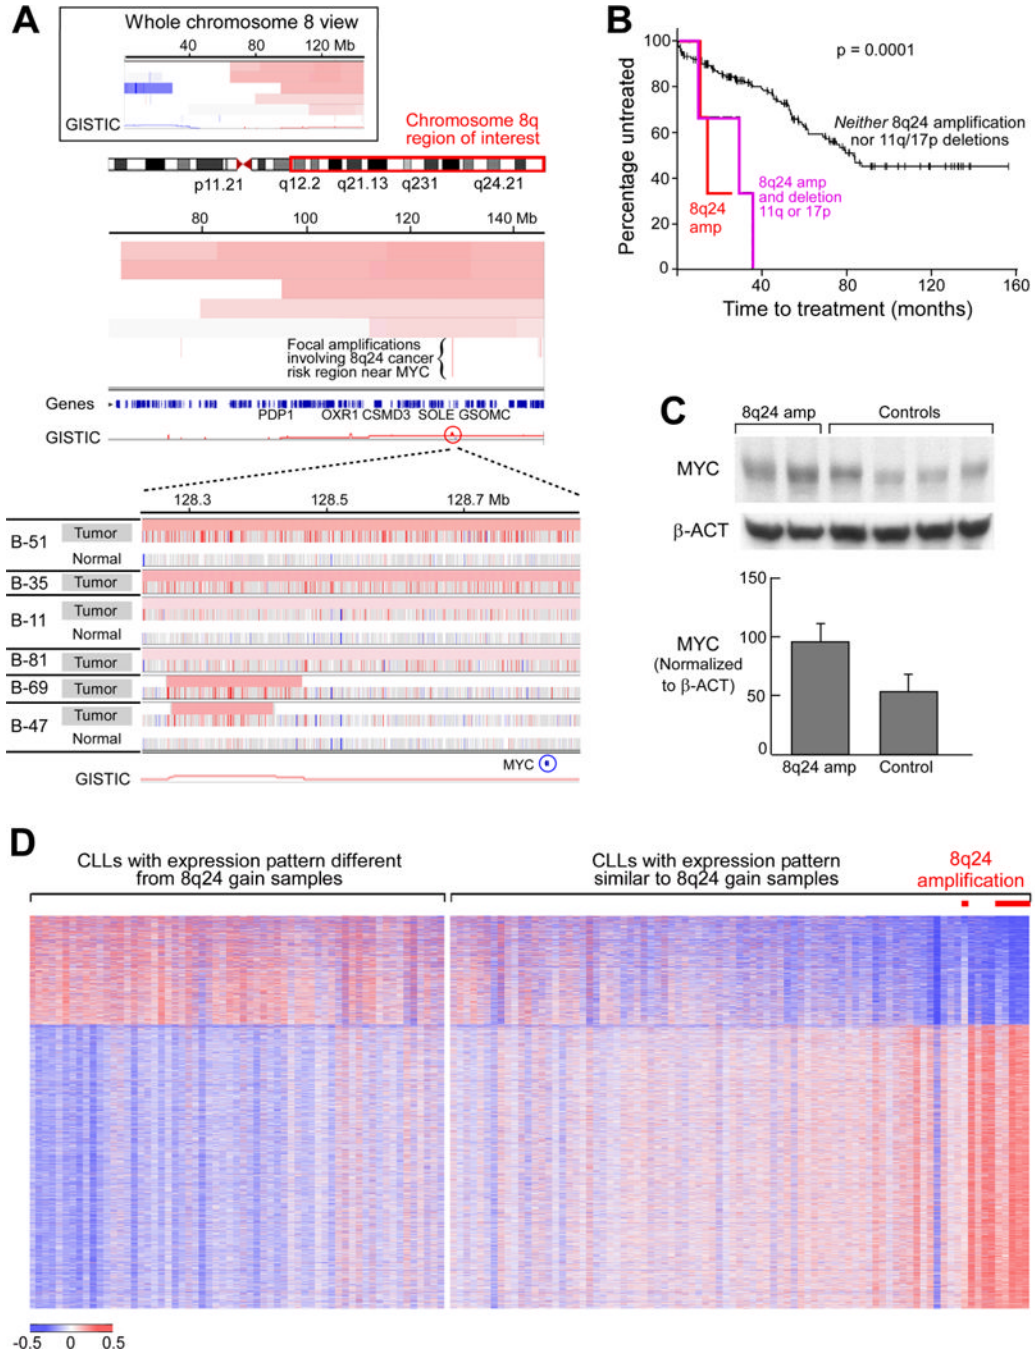 A
Whole chromosome 8 view
40 80 120 Mb
GISTIC
Chromosome 8q
region of interest
p11.21 q12.2 q21.13 q231 q24.21
80 100 120 140 Mb
Focal amplifications
involving 8q24 cancer
risk region near MYC
Genes
PDP1 OXR1 CSMD3 SOLE GSOMC
GISTIC
128.3 128.5 128.7 Mb
B-51 Tumor
Normal
B-35 Tumor
B-11 Tumor
Normal
B-81 Tumor
B-69 Tumor
B-47 Tumor
Normal
MYC
GISTIC
B
Percentage untreated
100
80
60
40
20
0
p = 0.0001
Neither 8q24 amplification
nor 11q/17p deletions
8q24 amp
and deletion
11q or 17p
8q24
amp
40 80 120 160
Time to treatment (months)
C
8q24 amp Controls
MYC
β-ACT
MYC
(Normalized
to β-ACT)
150
100
50
0
8q24 amp Control
D
CLLs with expression pattern different
from 8q24 gain samples
CLLs with expression pattern
similar to 8q24 gain samples
8q24
amplification
-0.5 0 0.5